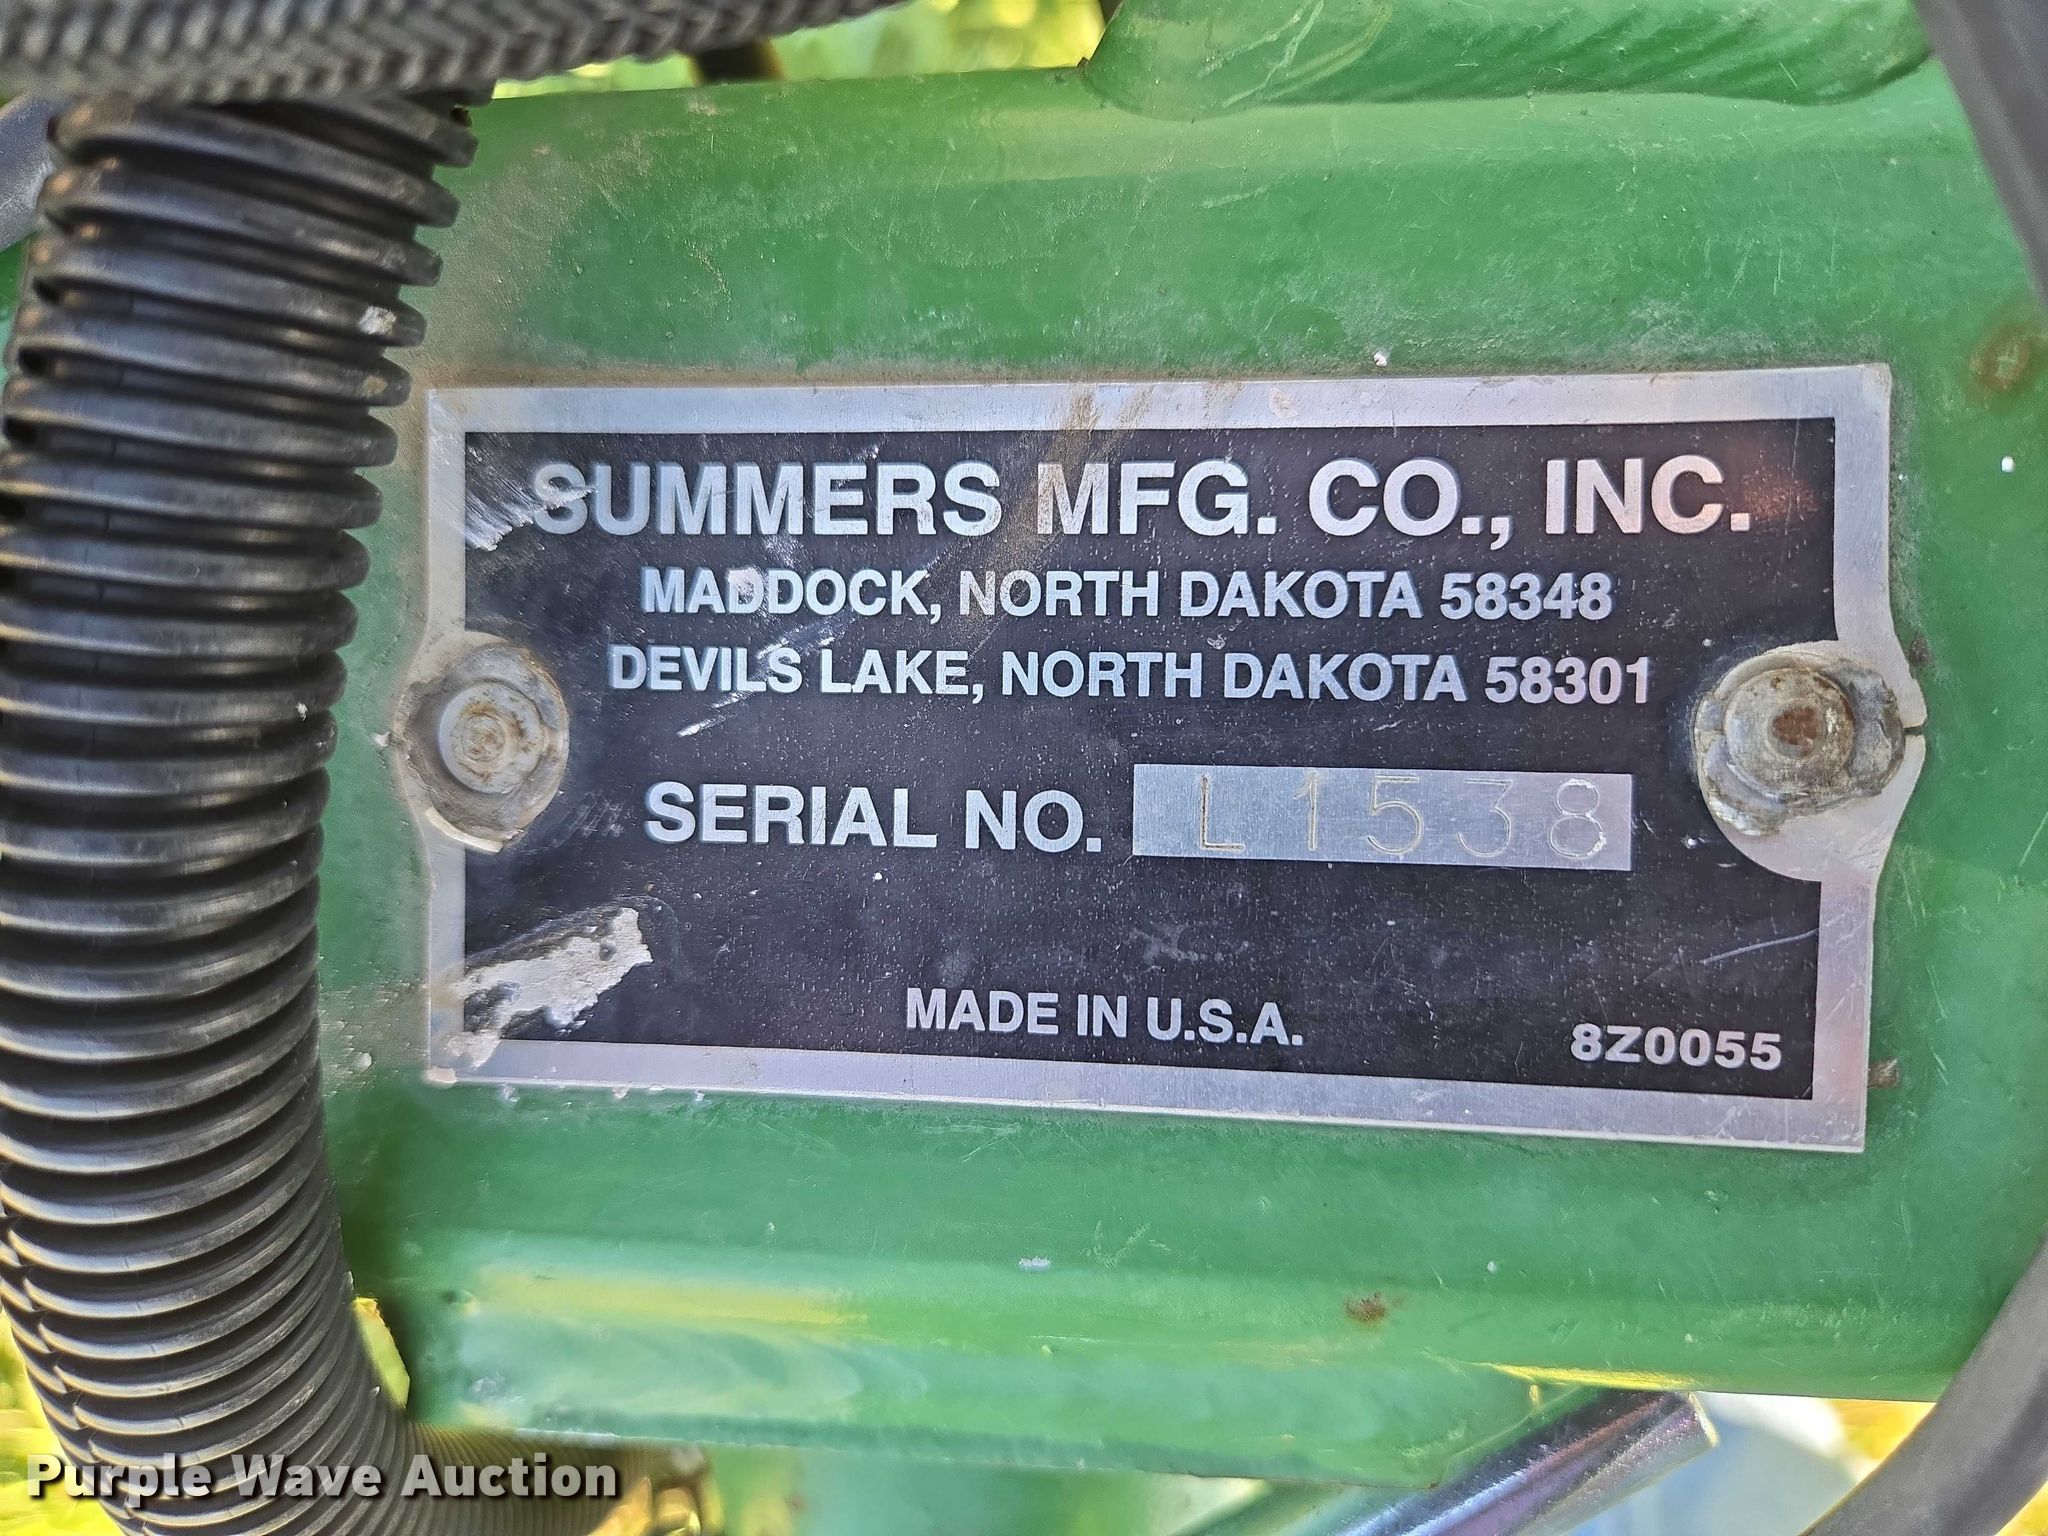 SUMMERS MFG. CO., INC.
MADDOCK, NORTH DAKOTA 58348
DEVILS LAKE, NORTH DAKOTA 58301
SERIAL NO. L1538
MADE IN U.S.A. 8Z0055
Purple Wave Auction